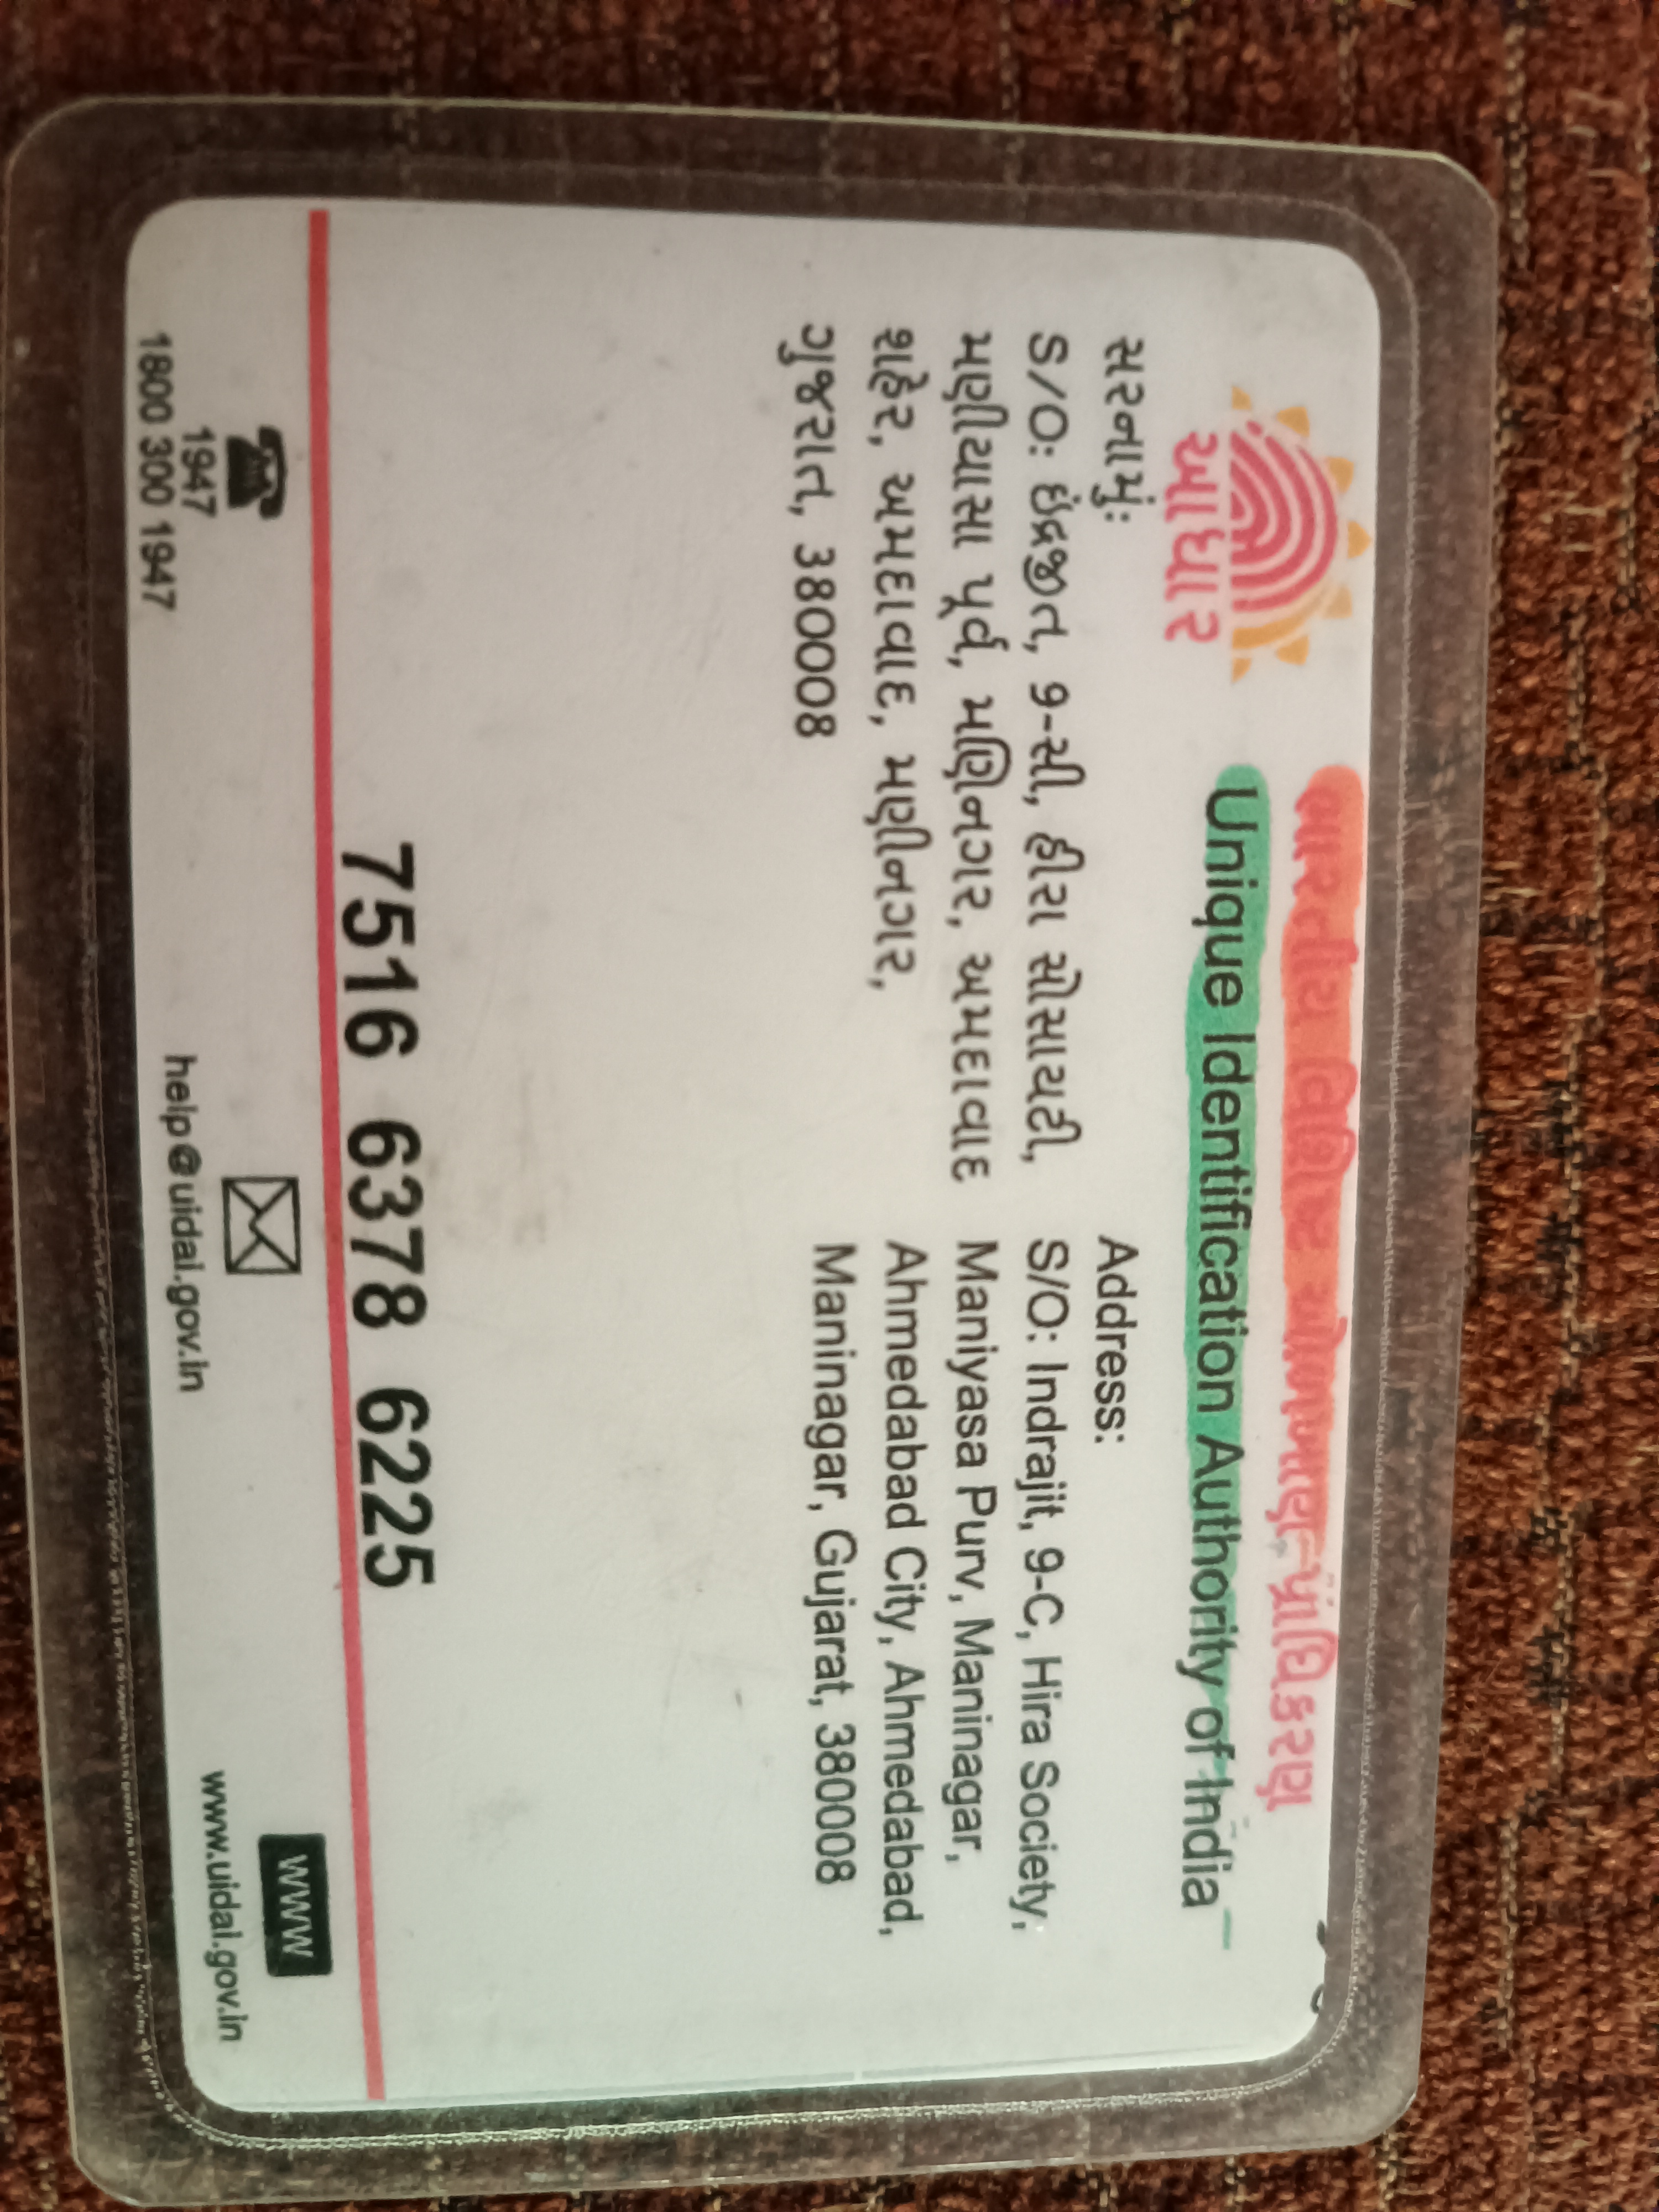 ભારતીય વિશિષ્ટ ઓળખાણ પ્રાધિકરણ
Unique Identification Authority of India
આધાર
સરનામું:
S/O: ઇંદ્રજીત, 9-સી, હીરા સોસાયટી,
મણીયાસા પૂર્વ, મણિનગર, અમદાવાદ
શહેર, અમદાવાદ, મણીનગર,
ગુજરાત, 380008
Address:
S/O: Indrajit, 9-C, Hira Society,
Maniyasa Purv, Maninagar,
Ahmedabad City, Ahmedabad,
Maninagar, Gujarat, 380008
7516 6378 6225
1947
1800 300 1947
help@uidal.gov.in
WWW
www.uidal.gov.in